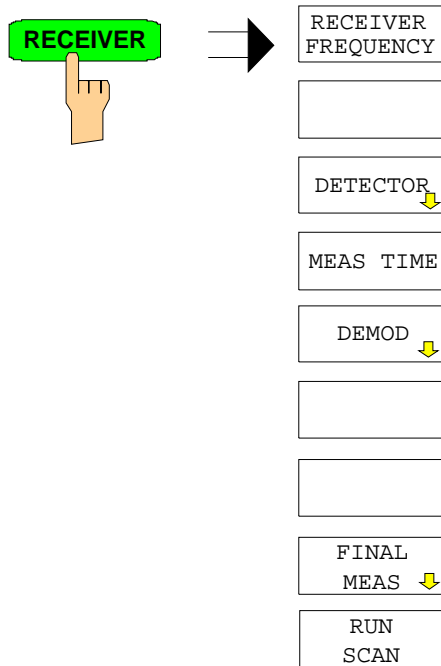 RECEIVER
RECEIVER
FREQUENCY
DETECTOR
MEAS TIME
DEMOD
FINAL
MEAS
RUN
SCAN